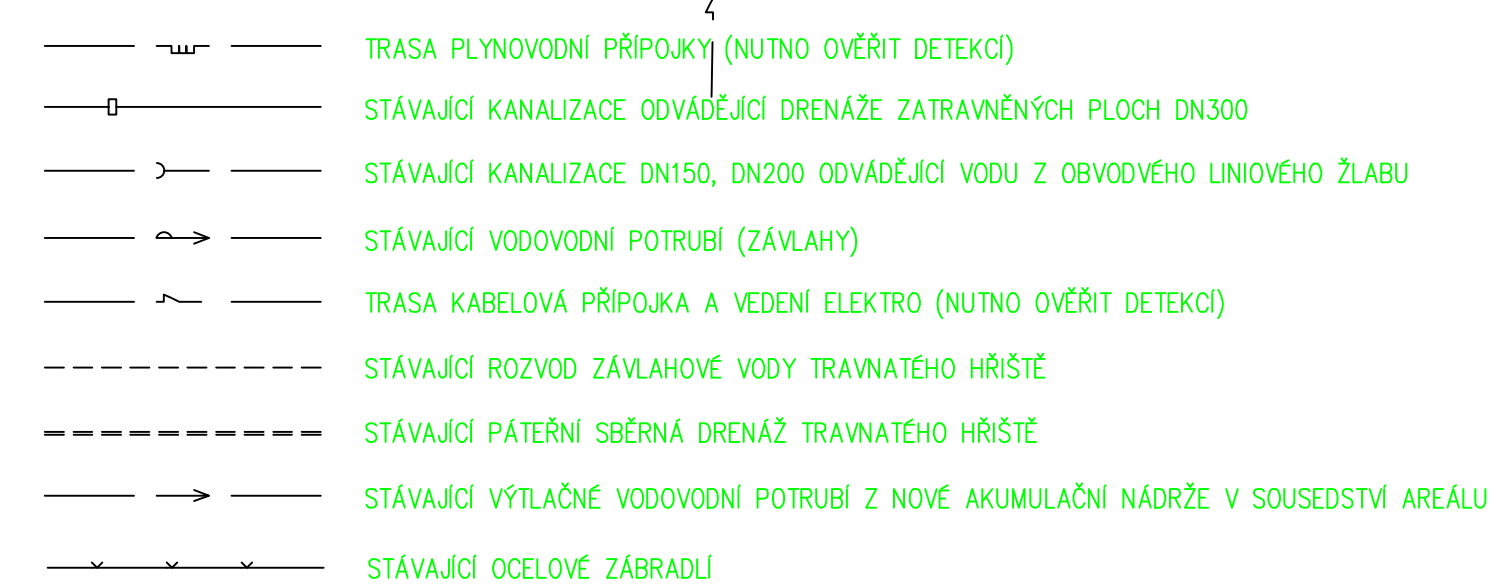 TRASA PLYNOVODNÍ PŘÍPOJKY (NUTNO OVĚŘIT DETEKCÍ)
STÁVAJÍCÍ KANALIZACE ODVÁDĚJÍCÍ DRENÁŽE ZATRAVNĚNÝCH PLOCH DN300
STÁVAJÍCÍ KANALIZACE DN150, DN200 ODVÁDĚJÍCÍ VODU Z OBVODVÉHO LINIOVÉHO ŽLABU
STÁVAJÍCÍ VODOVODNÍ POTRUBÍ (ZÁVLAHY)
TRASA KABELOVÁ PŘÍPOJKA A VEDENÍ ELEKTRO (NUTNO OVĚŘIT DETEKCÍ)
STÁVAJÍCÍ ROZVOD ZÁVLAHOVÉ VODY TRAVNATÉHO HŘIŠTĚ
STÁVAJÍCÍ PÁTEŘNÍ SBĚRNÁ DRENÁŽ TRAVNATÉHO HŘIŠTĚ
STÁVAJÍCÍ VÝTLAČNÉ VODOVODNÍ POTRUBÍ Z NOVÉ AKUMULAČNÍ NÁDRŽE V SOUSEDSTVÍ AREÁLU
STÁVAJÍCÍ OCELOVÉ ZÁBRADLÍ